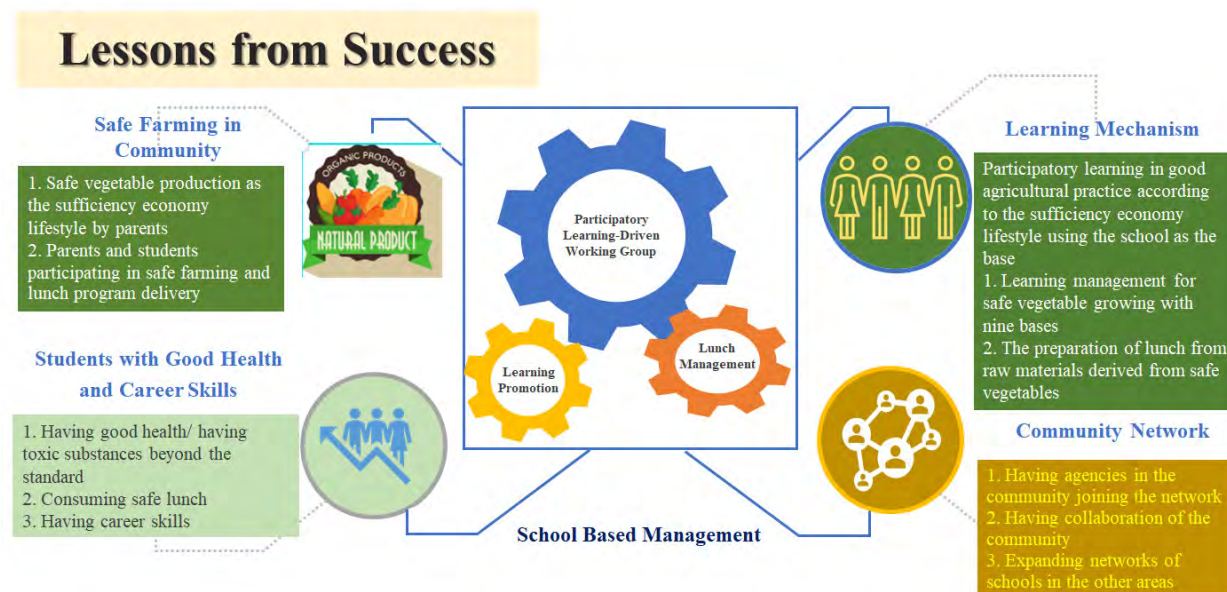 Lessons from Success
Safe Farming in
Community
1. Safe vegetable production as
the sufficiency economy
lifestyle by parents
2. Parents and students
participating in safe farming and
lunch program delivery
ORGANIC PRODUCTS
NATURAL PRODUCT
Students with Good Health
and Career Skills
1. Having good health/ having
toxic substances beyond the
standard
2. Consuming safe lunch
3. Having career skills
Participatory
Learning-Driven
Working Group
Learning
Promotion
Lunch
Management
School Based Management
Learning Mechanism
Participatory learning in good
agricultural practice according
to the sufficiency economy
lifestyle using the school as the
base
1. Learning management for
safe vegetable growing with
nine bases
2. The preparation of lunch from
raw materials derived from safe
vegetables
Community Network
1. Having agencies in the
community joining the network
2. Having collaboration of the
community
3. Expanding networks of
schools in the other areas